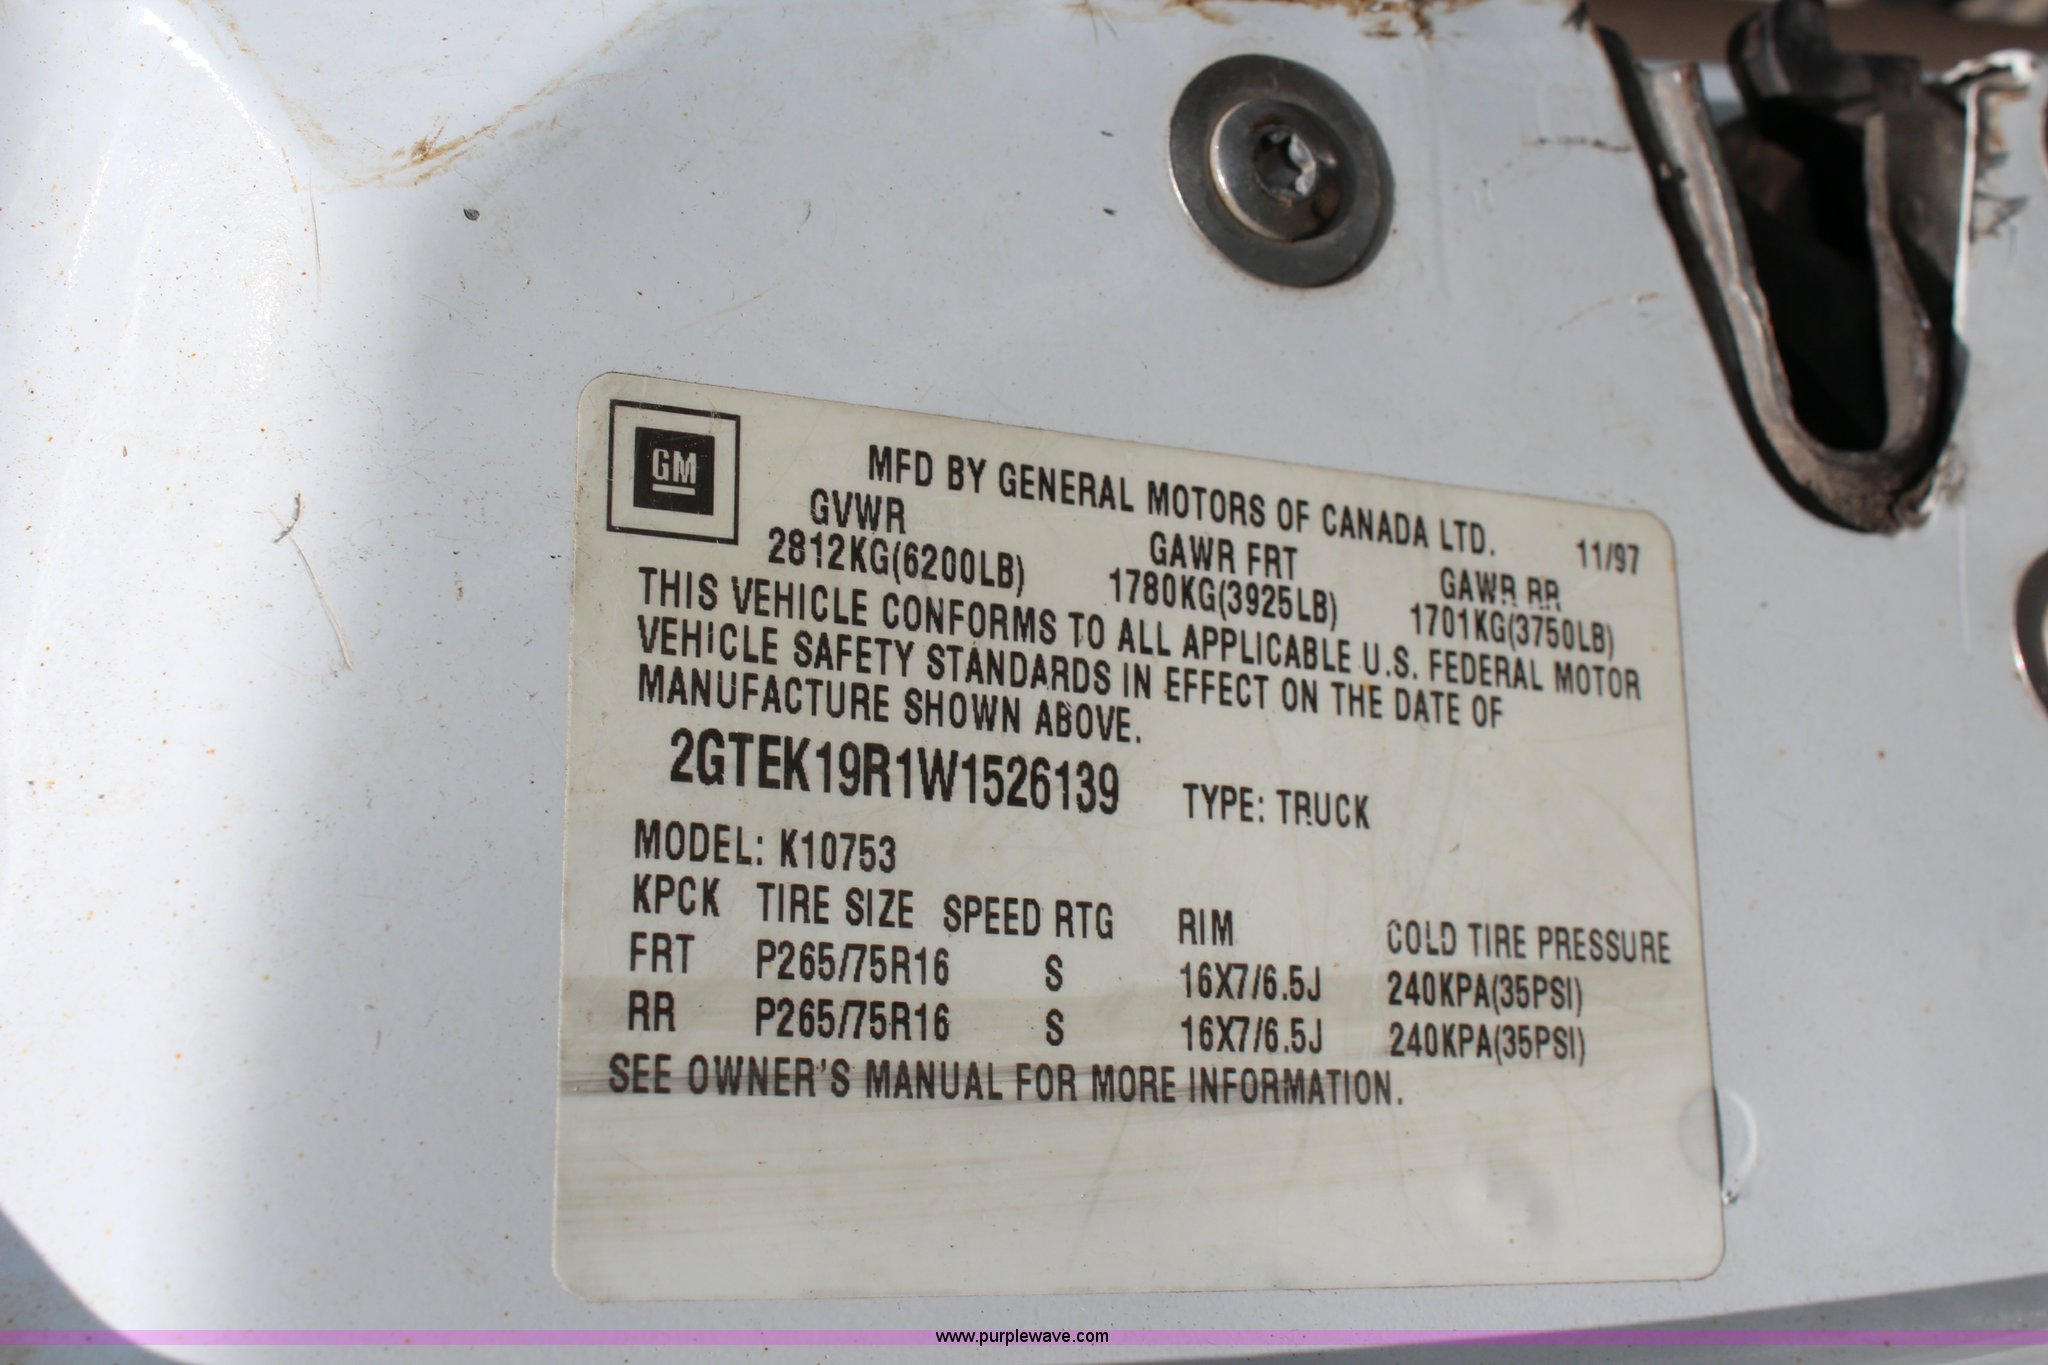 GM
MFD BY GENERAL MOTORS OF CANADA LTD.
11/97
GVWR GAWR FRT GAWR RR
2812KG(6200LB) 1780KG(3925LB) 1701KG(3750LB)
THIS VEHICLE CONFORMS TO ALL APPLICABLE U.S. FEDERAL MOTOR
VEHICLE SAFETY STANDARDS IN EFFECT ON THE DATE OF
MANUFACTURE SHOWN ABOVE.
2GTEK19R1W1526139 TYPE: TRUCK
MODEL: K10753
KPCK TIRE SIZE SPEED RTG RIM COLD TIRE PRESSURE
FRT P265/75R16 S 16X7/6.5J 240KPA(35PSI)
RR P265/75R16 S 16X7/6.5J 240KPA(35PSI)
SEE OWNER'S MANUAL FOR MORE INFORMATION.
www.purplewave.com